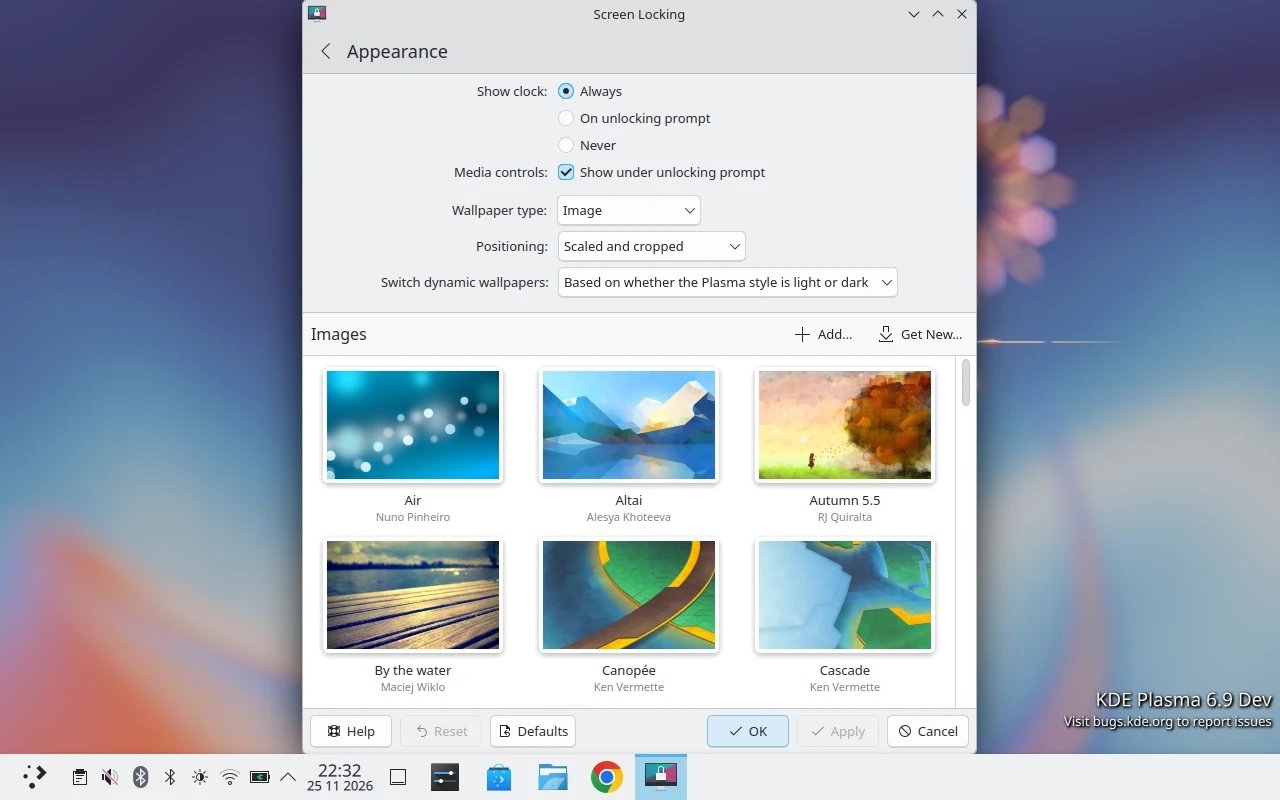 Screen Locking
Appearance
Show clock:
Always
On unlocking prompt
Never
Media controls:
Show under unlocking prompt
Wallpaper type:
Image
Positioning:
Scaled and cropped
Switch dynamic wallpapers:
Based on whether the Plasma style is light or dark
Images
Add...
Get New...
Air
Nuno Pinheiro
Altai
Alesya Khoteeva
Autumn 5.5
RJ Quiralta
By the water
Maciej Wiklo
Canopée
Ken Vermette
Cascade
Ken Vermette
Help
Reset
Defaults
OK
Apply
Cancel
KDE Plasma 6.9 Dev
Visit bugs.kde.org to report issues
22:32
25 11 2026